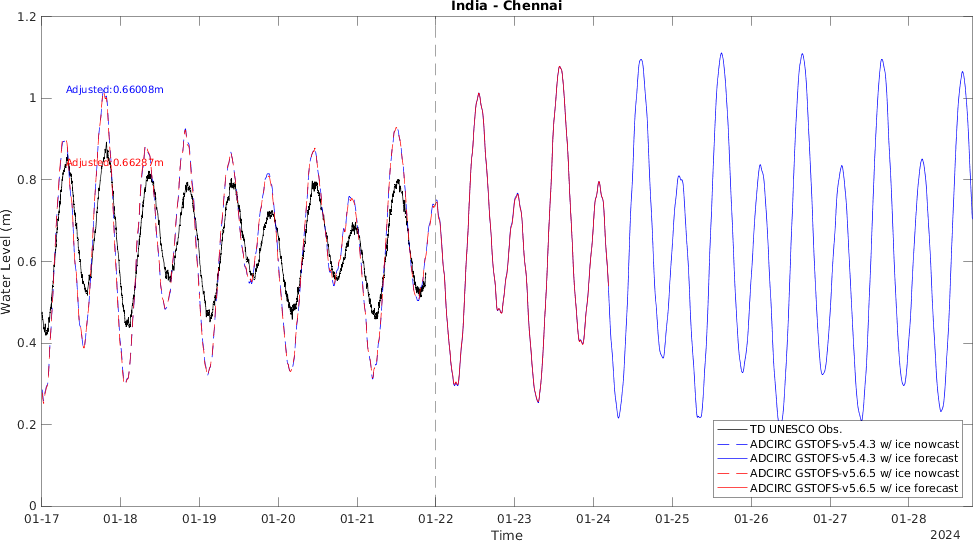 India - Chennai
Water Level (m)
1.2
1
0.8
0.6
0.4
0.2
0
Adjusted:0.66008m
Adjusted:0.66287m
TD UNESCO Obs.
ADCIRC GSTOFS-v5.4.3 w/ ice nowcast
ADCIRC GSTOFS-v5.4.3 w/ ice forecast
ADCIRC GSTOFS-v5.6.5 w/ ice nowcast
ADCIRC GSTOFS-v5.6.5 w/ ice forecast
01-17 01-18 01-19 01-20 01-21 01-22 01-23 01-24 01-25 01-26 01-27 01-28
Time
2024